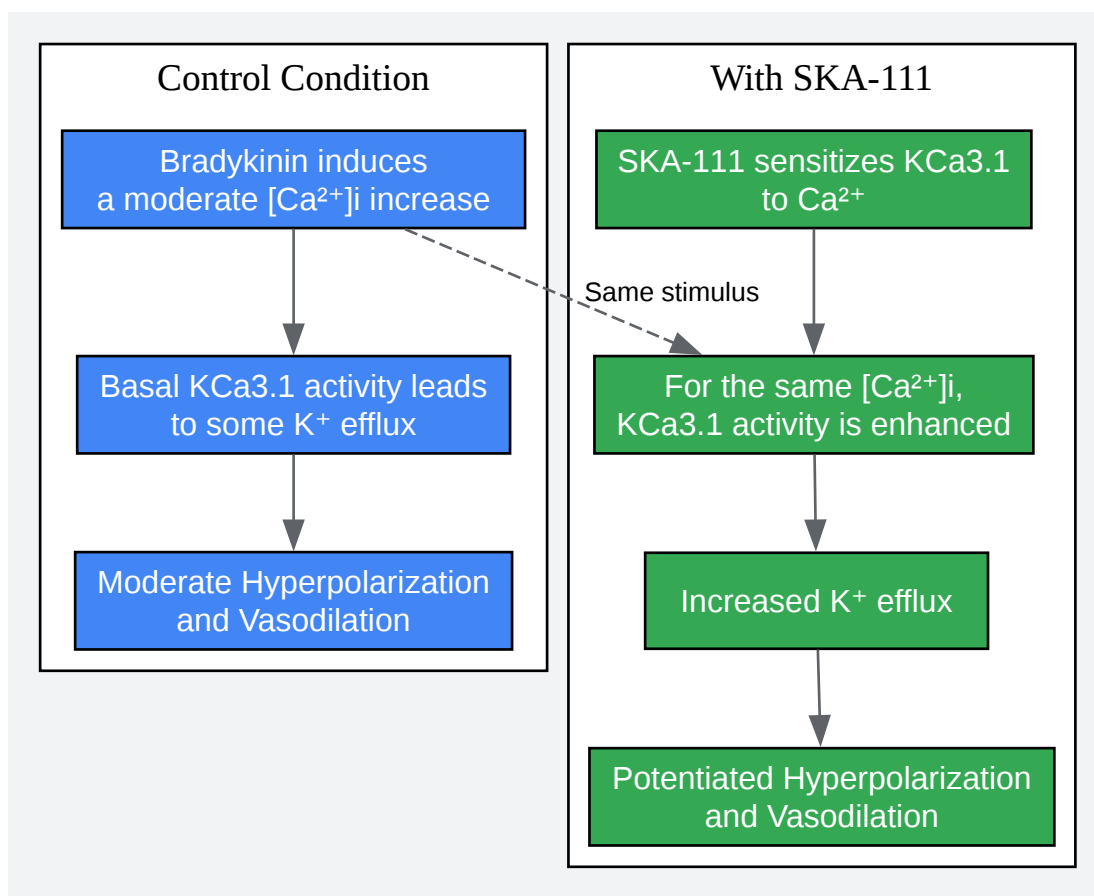 Control Condition
Bradykinin induces
a moderate [Ca²⁺]i increase
Basal KCa3.1 activity leads
to some K⁺ efflux
Moderate Hyperpolarization
and Vasodilation
Same stimulus
With SKA-111
SKA-111 sensitizes KCa3.1
to Ca²⁺
For the same [Ca²⁺]i,
KCa3.1 activity is enhanced
Increased K⁺ efflux
Potentiated Hyperpolarization
and Vasodilation